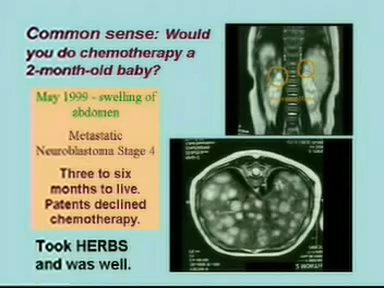 Common sense: Would
you do chemotherapy a
2-month-old baby?
May 1999 - swelling of
abdomen
Metastatic
Neuroblastoma Stage 4
Three to six
months to live.
Patents declined
chemotherapy.
Took HERBS
and was well.